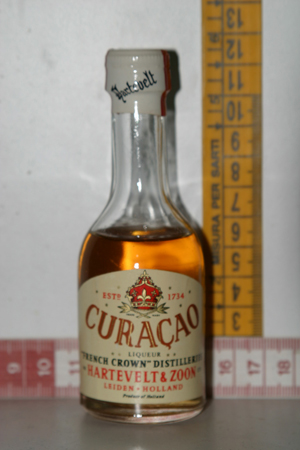 Hartevelt
ESTD 1734
CURAÇAO
LIQUEUR
"FRENCH CROWN" DISTILLERIES
HARTEVELT & ZOON
LEIDEN - HOLLAND
Product of Holland
13
12
11
10
9
8
7
6
5
4
3
MISURA PER SARTI
9 10 11 16 17 18